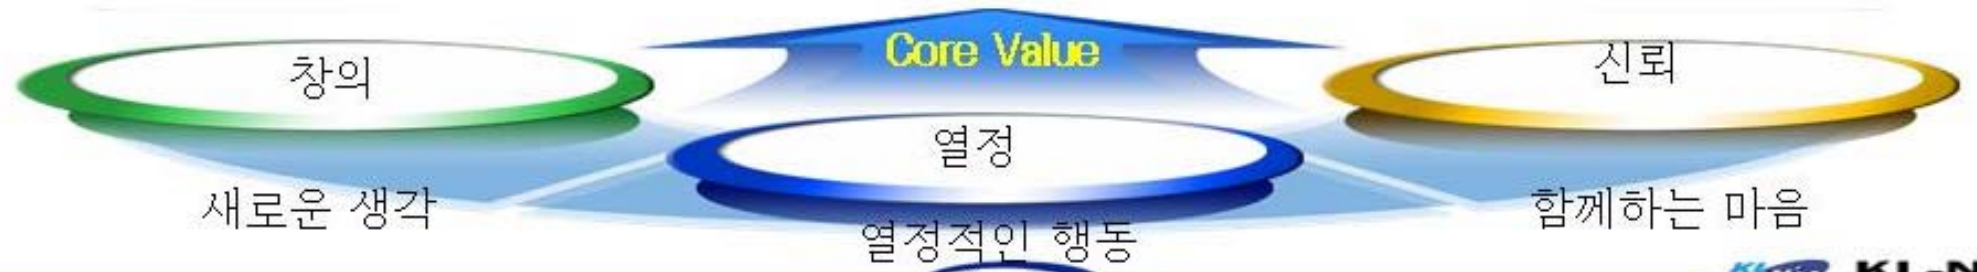 Core Value
창의
신뢰
열정
새로운 생각
함께하는 마음
열정적인 행동